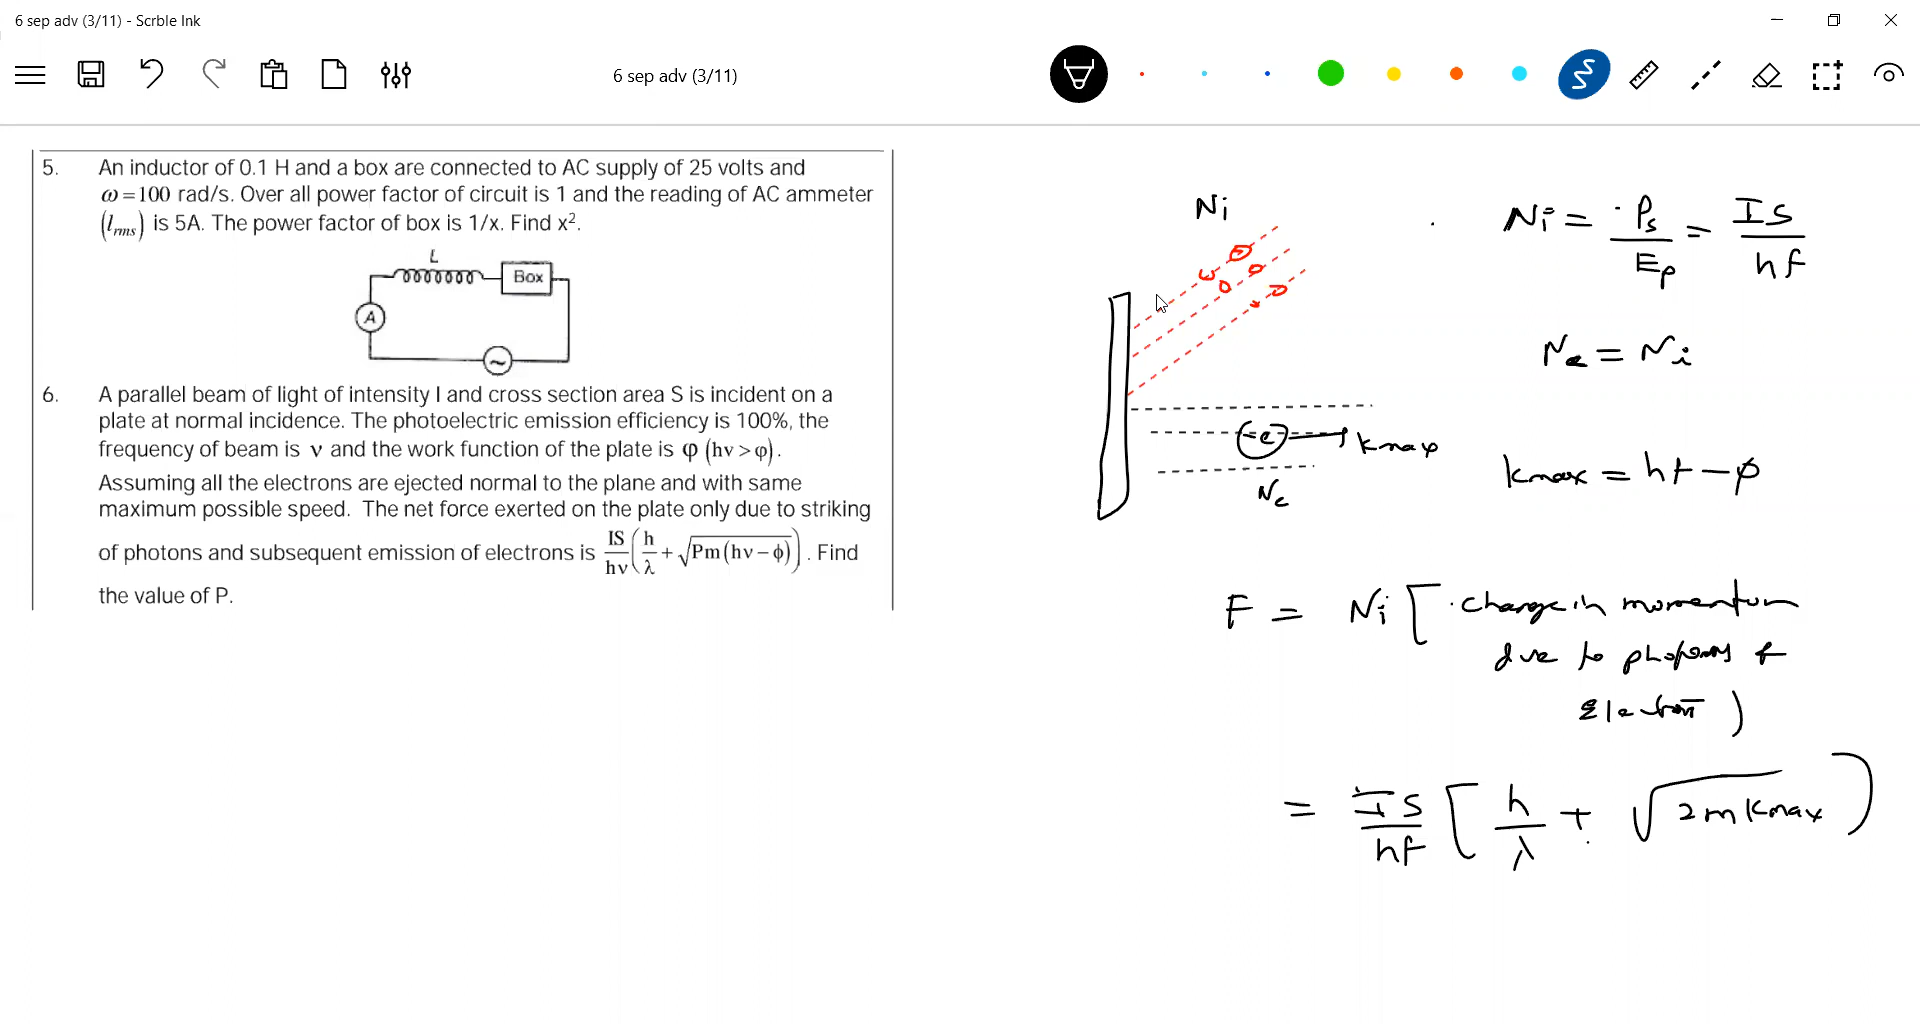 6 sep adv (3/11) - Scrble Ink
6 sep adv (3/11)
5. An inductor of 0.1 H and a box are connected to AC supply of 25 volts and
ω=100 rad/s. Over all power factor of circuit is 1 and the reading of AC ammeter
(I_rms) is 5A. The power factor of box is 1/x. Find x².
L
Box
A
~
6. A parallel beam of light of intensity I and cross section area S is incident on a
plate at normal incidence. The photoelectric emission efficiency is 100%, the
frequency of beam is ν and the work function of the plate is φ (hν > φ).
Assuming all the electrons are ejected normal to the plane and with same
maximum possible speed. The net force exerted on the plate only due to striking
of photons and subsequent emission of electrons is IS/hν (h/λ + √(Pm(hν − ϕ))). Find
the value of P.
Ni
Ni = Ps/Ep = IS/hf
Ne = Ni
e
kmax
Ne
kmax = hf − φ
F = Ni [change in momentum
due to photons &
Electron)
= IS/hf [h/λ + √(2m Kmax))